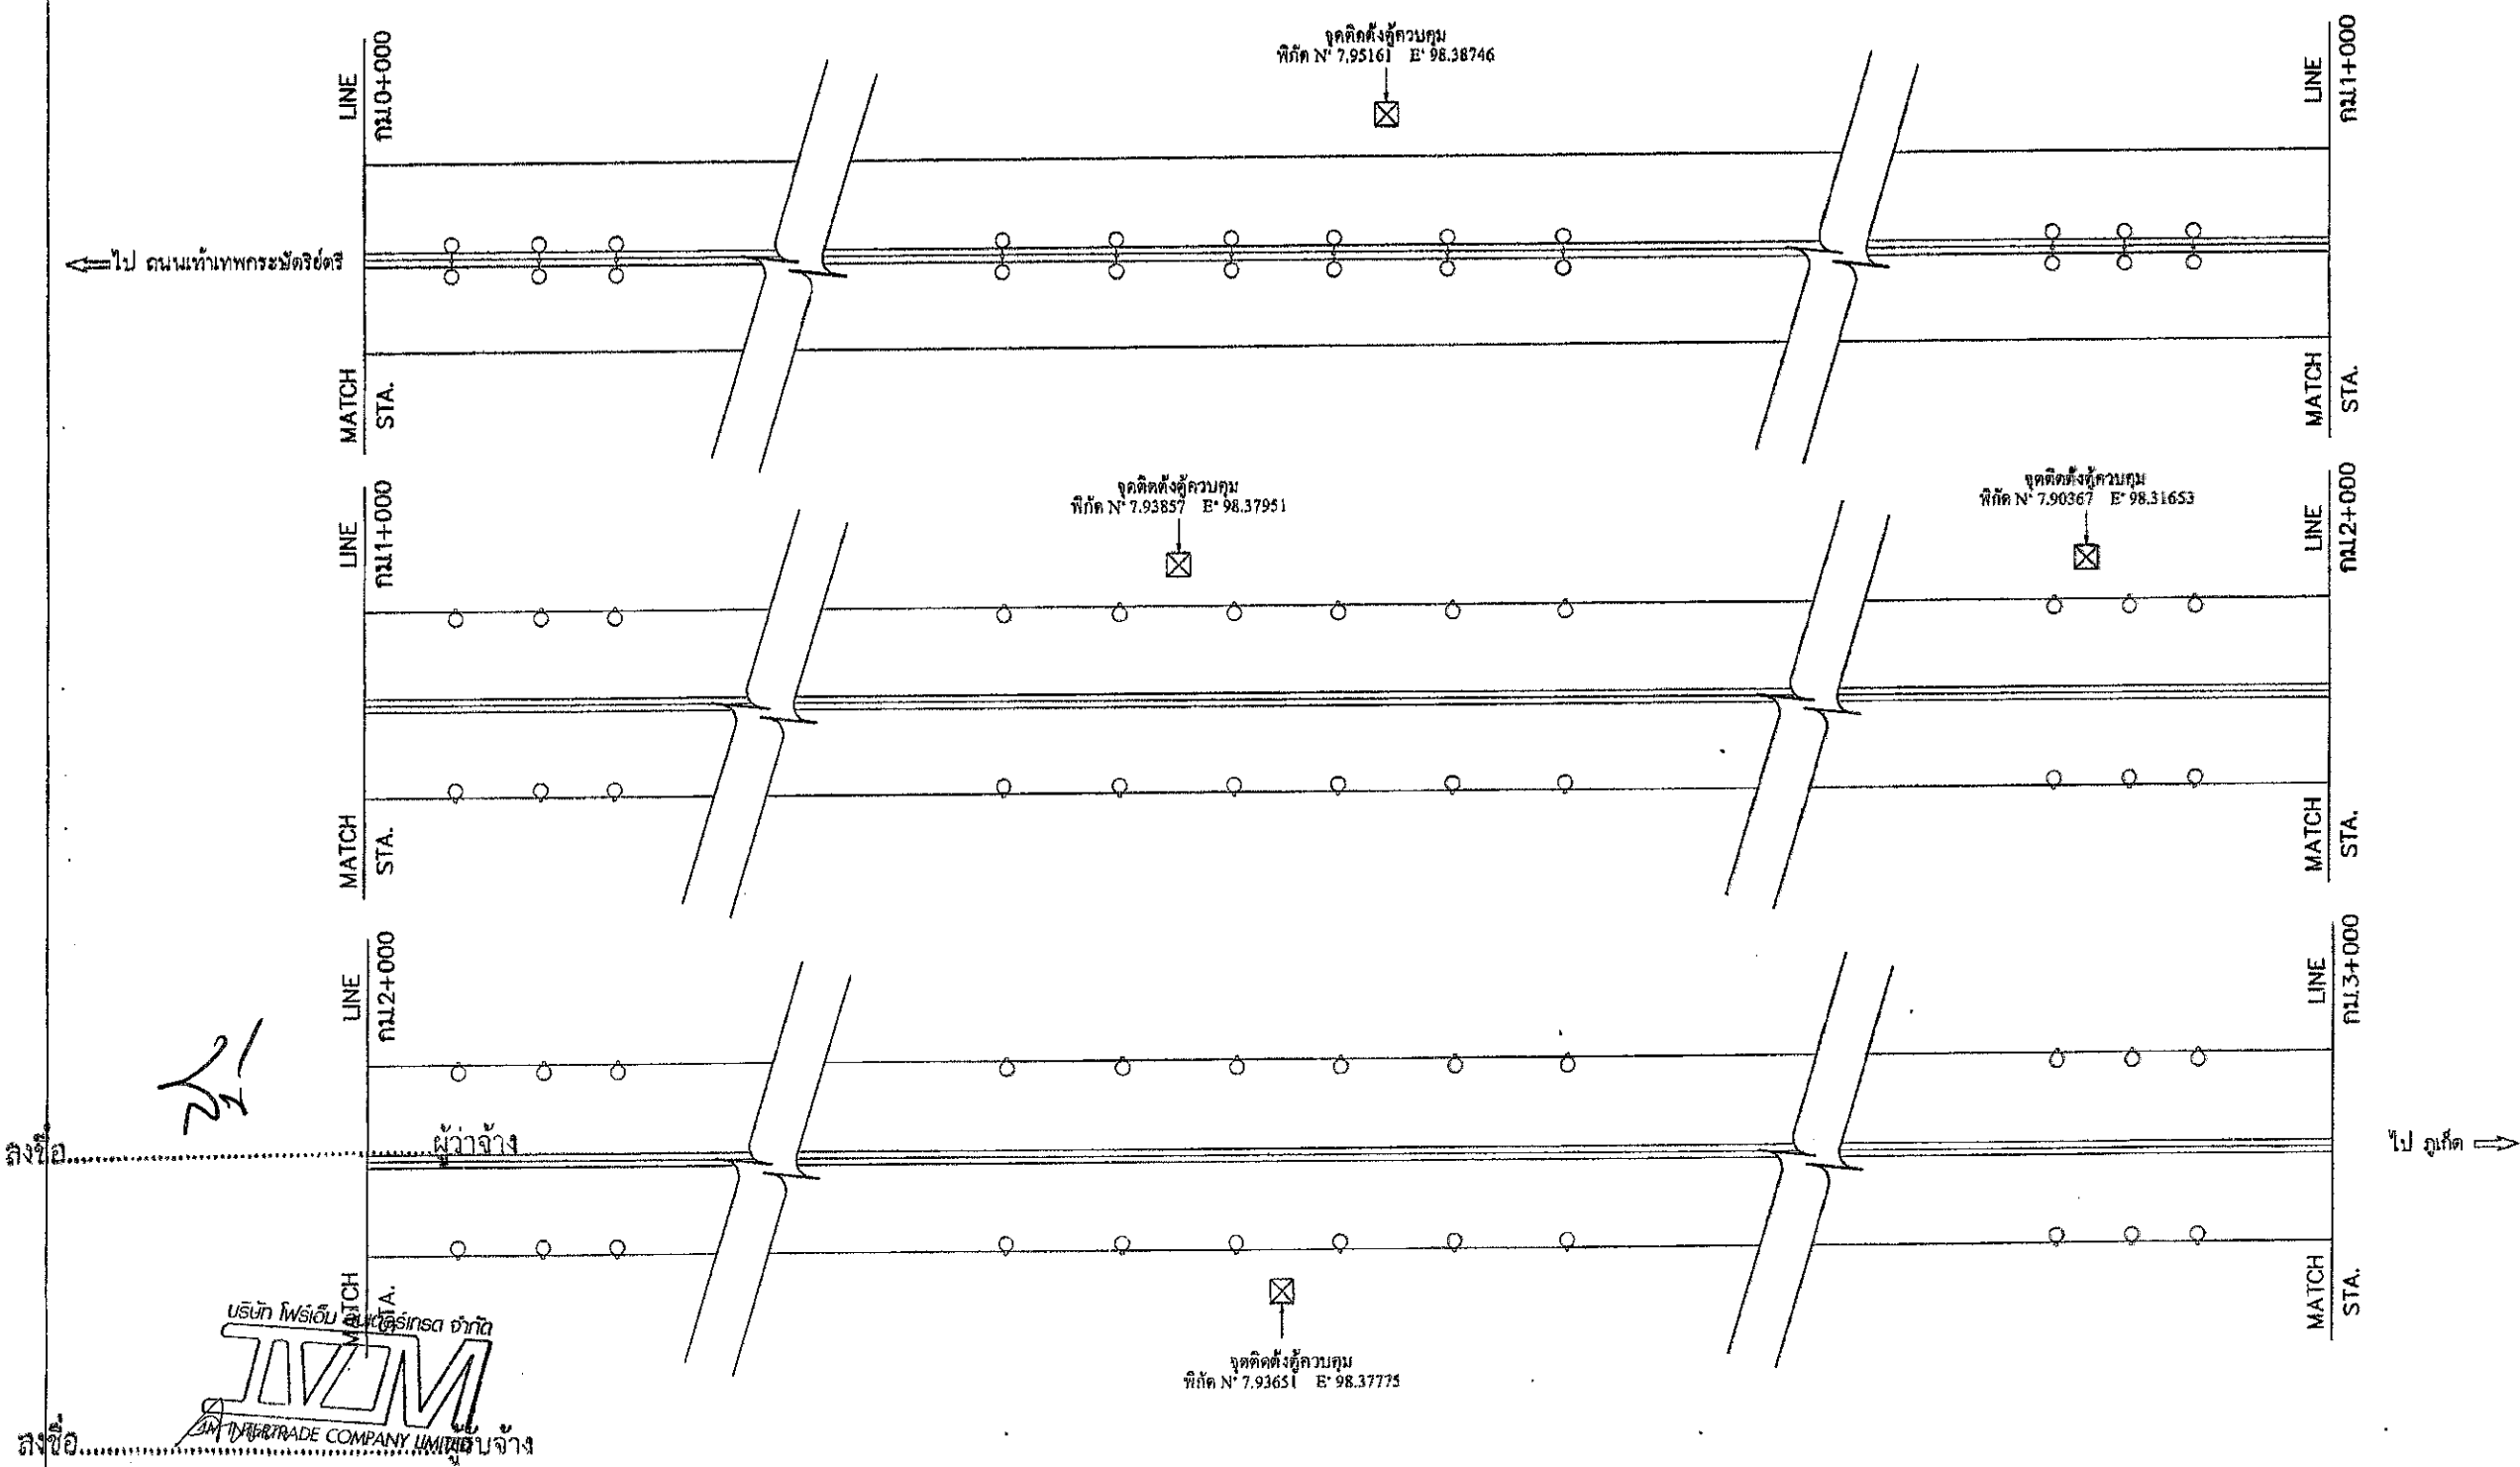 จุดติดตั้งตู้ควบคุม
พิกัด N° 7.95161 E° 98.38746
LINE
กม.0+000
LINE
กม.1+000
⇐ ไป ถนนเท้าเทพกระษัตริย์ตรี
MATCH
STA.
MATCH
STA.
จุดติดตั้งตู้ควบคุม
พิกัด N° 7.93857 E° 98.37951
จุดติดตั้งตู้ควบคุม
พิกัด N° 7.90367 E° 98.31653
LINE
กม.1+000
LINE
กม.2+000
MATCH
STA.
MATCH
STA.
LINE
กม.2+000
LINE
กม.3+000
ลงชื่อ....................ผู้ว่าจ้าง
ไป ภูเก็ต ⇒
MATCH
STA.
MATCH
STA.
บริษัท โฟร์เอ็ม อินเตอร์เทรด จำกัด
IVM
4M INTERTRADE COMPANY LIMITED
จุดติดตั้งตู้ควบคุม
พิกัด N° 7.93651 E° 98.37775
ลงชื่อ....................ผู้รับจ้าง